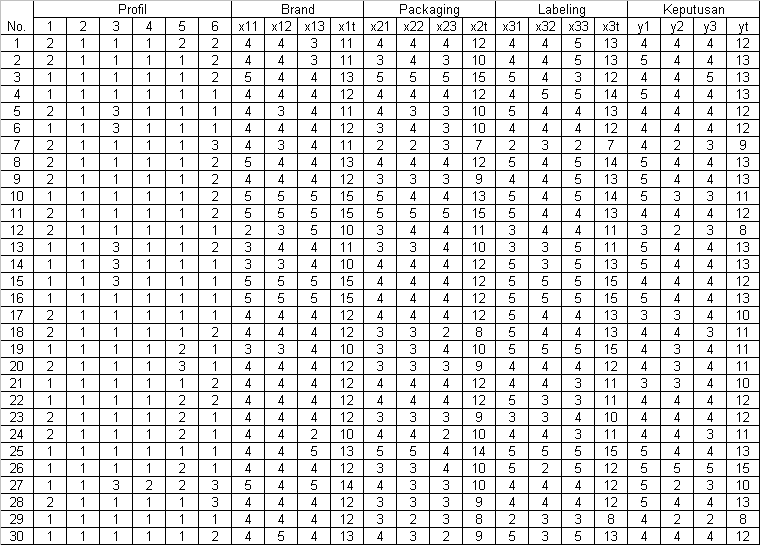 Profil Brand Packaging Labeling Keputusan
No. 1 2 3 4 5 6 x11 x12 x13 x1t x21 x22 x23 x2t x31 x32 x33 x3t y1 y2 y3 yt
1 2 1 1 1 2 2 4 4 3 11 4 4 4 12 4 4 5 13 4 4 4 12
2 2 1 1 1 1 2 4 4 3 11 3 4 3 10 4 4 5 13 5 4 4 13
3 1 1 1 1 1 2 5 4 4 13 5 5 5 15 5 4 3 12 4 4 5 13
4 1 1 1 1 1 1 4 4 4 12 4 4 4 12 4 5 5 14 5 4 4 13
5 2 1 3 1 1 2 4 3 4 11 4 3 3 10 5 4 4 13 4 4 4 12
6 1 1 3 1 1 1 4 4 4 12 3 4 3 10 4 4 4 12 4 4 4 12
7 2 1 1 1 1 3 4 3 4 11 2 2 3 7 2 3 2 7 4 2 3 9
8 2 1 1 1 1 2 5 4 4 13 4 4 4 12 5 4 5 14 5 4 4 13
9 2 1 1 1 1 2 4 4 4 12 3 3 3 9 4 4 5 13 5 4 4 13
10 1 1 1 1 1 2 5 5 5 15 5 4 4 13 5 4 5 14 5 3 3 11
11 2 1 1 1 1 2 5 5 5 15 5 5 5 15 5 4 4 13 4 4 4 12
12 2 1 1 1 1 1 2 3 5 10 3 4 4 11 3 4 4 11 3 2 3 8
13 1 1 3 1 1 2 3 4 4 11 3 3 4 10 3 3 5 11 5 4 4 13
14 1 1 3 1 1 1 3 3 4 10 4 4 4 12 5 3 5 13 5 4 4 13
15 1 1 3 1 1 1 5 5 5 15 4 4 4 12 5 5 5 15 5 4 4 13
16 1 1 1 1 1 1 5 5 5 15 4 4 4 12 5 5 5 15 5 4 4 13
17 2 1 1 1 1 1 4 4 4 12 4 4 4 12 4 4 5 13 3 3 4 10
18 2 1 1 1 1 2 4 4 4 12 3 3 2 8 5 4 4 13 4 4 3 11
19 1 1 1 1 2 1 3 3 4 10 3 3 4 10 5 5 5 15 4 3 4 11
20 2 1 1 1 3 1 4 4 4 12 3 3 3 9 4 4 4 12 4 3 4 11
21 1 1 1 1 1 2 4 4 4 12 4 4 4 12 4 4 3 11 3 3 4 10
22 1 1 1 1 2 2 4 4 4 12 4 4 4 12 5 3 3 11 4 4 4 12
23 2 1 1 1 2 1 4 4 4 12 3 3 3 9 3 3 4 10 4 4 4 12
24 2 1 1 1 2 1 4 4 2 10 4 4 2 10 4 4 3 11 4 4 3 11
25 1 1 1 1 1 1 4 4 5 13 5 5 4 14 5 5 5 15 5 4 4 13
26 1 1 1 1 2 1 4 4 4 12 3 3 4 10 5 2 5 12 5 5 5 15
27 1 1 3 2 2 3 5 4 5 14 4 3 3 10 4 4 4 12 5 2 3 10
28 2 1 1 1 1 3 4 4 4 12 3 3 3 9 4 4 4 12 5 4 4 13
29 1 1 1 1 1 1 4 4 4 12 3 2 3 8 2 3 3 8 4 2 2 8
30 1 1 1 1 1 2 4 5 4 13 4 3 2 9 5 5 3 13 4 4 4 12